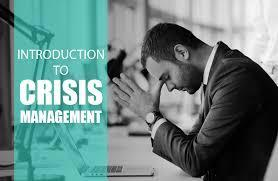 INTRODUCTION
TO
CRISIS
MANAGEMENT